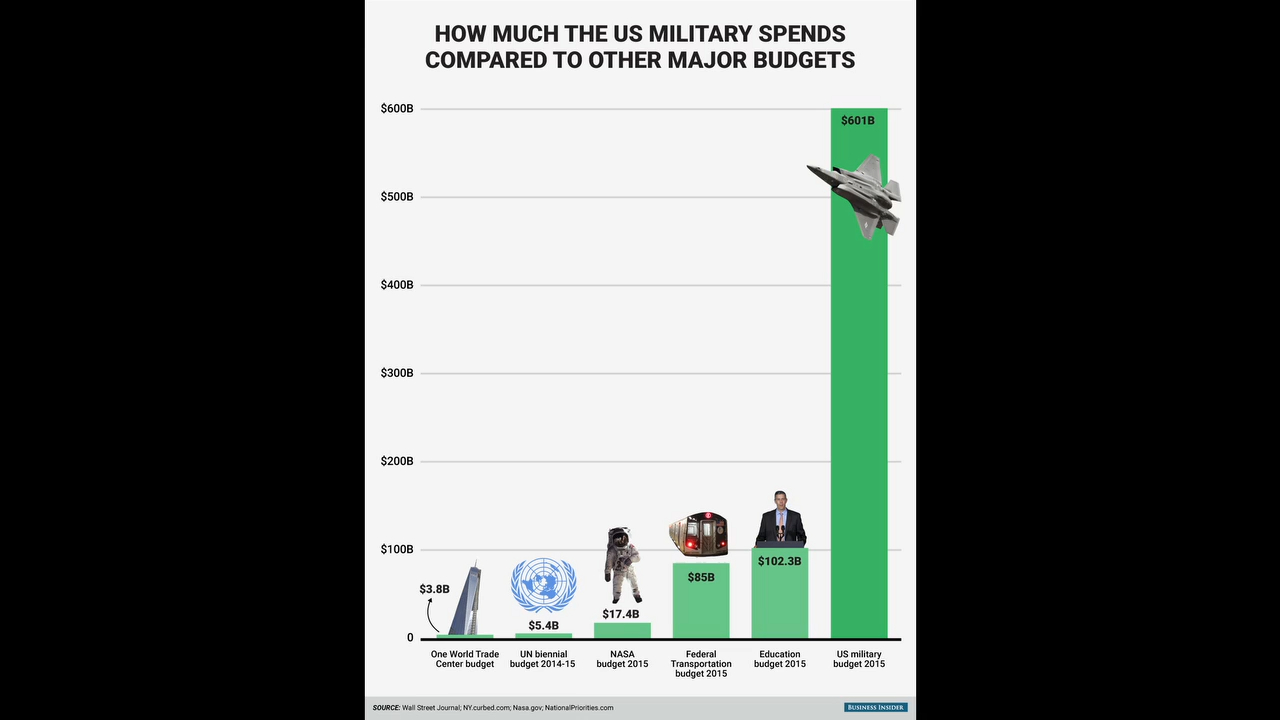 HOW MUCH THE US MILITARY SPENDS
COMPARED TO OTHER MAJOR BUDGETS
$600B
$601B
$500B
$400B
$300B
$200B
$100B
$102.3B
$85B
$3.8B
$17.4B
$5.4B
0
One World Trade
Center budget
UN biennial
budget 2014-15
NASA
budget 2015
Federal
Transportation
budget 2015
Education
budget 2015
US military
budget 2015
SOURCE: Wall Street Journal; NY.curbed.com; Nasa.gov; NationalPriorities.com
BUSINESS INSIDER